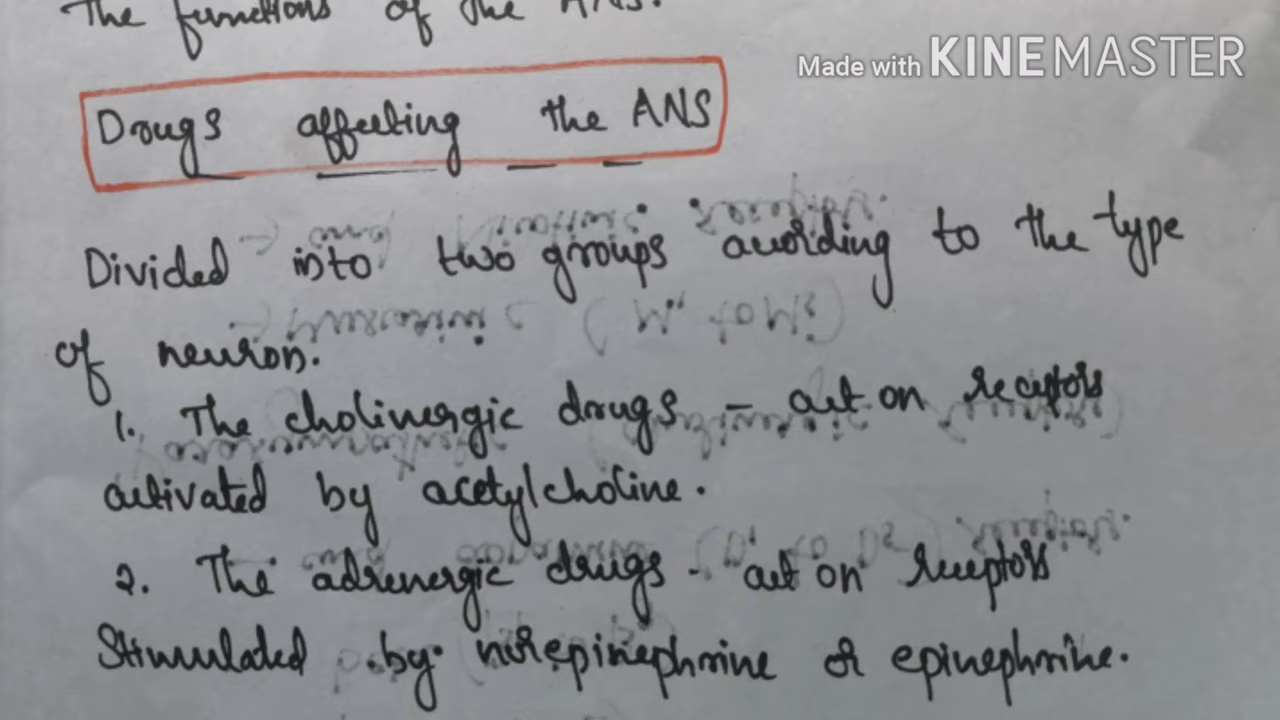 The functions of the ANS.
Made with KINEMASTER
Drugs affecting the ANS
Divided into two groups according to the type
of neuron.
1. The cholinergic drugs - act on receptors
activated by acetylcholine.
2. The adrenergic drugs - act on receptors
Stimulated by norepinephrine or epinephrine.